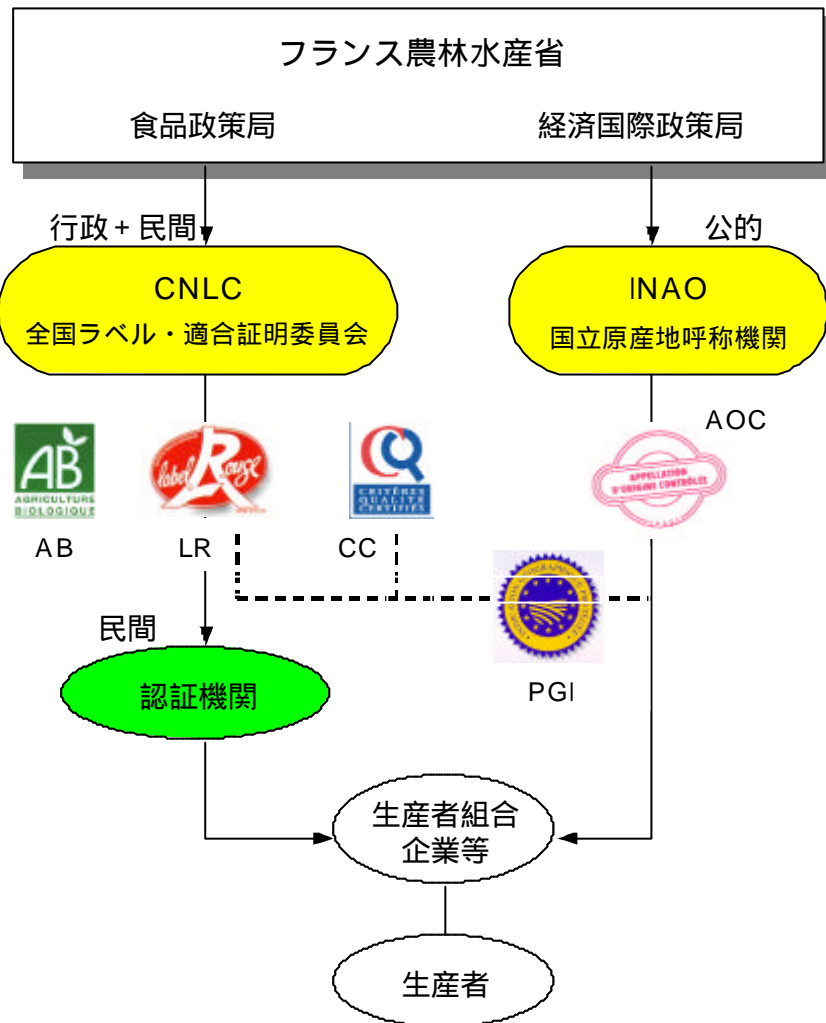 フランス農林水産省
食品政策局
経済国際政策局
行政+民間
公的
CNLC
全国ラベル・適合証明委員会
INAO
国立原産地呼称機関
AOC
AB
AGRICULTURE
BIOLOGIQUE
label Rouge
CRITÈRES
QUALITÉ
CERTIFIÉS
APPELLATION
D'ORIGINE CONTRÔLÉE
AB
LR
CC
民間
PGI
認証機関
生産者組合
企業等
生産者